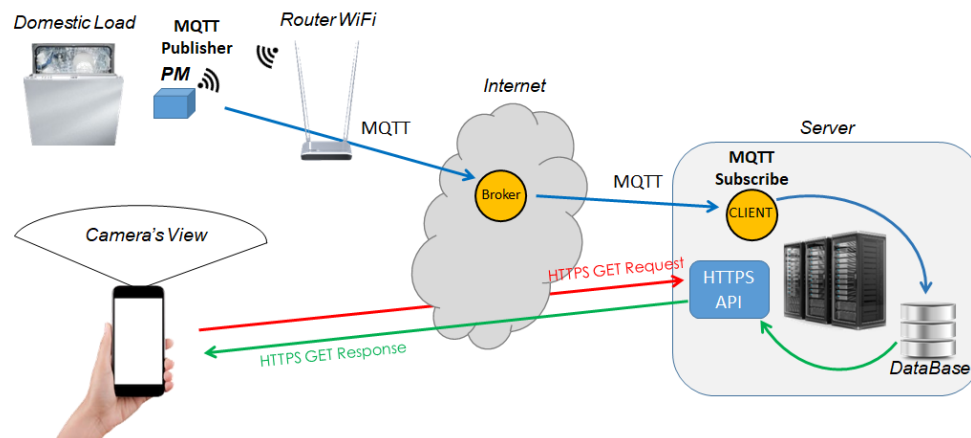 Domestic Load
MQTT
Publisher
PM
Router WiFi
MQTT
Internet
Broker
MQTT
Server
MQTT
Subscribe
CLIENT
Camera's View
HTTPS GET Request
HTTPS
API
HTTPS GET Response
DataBase